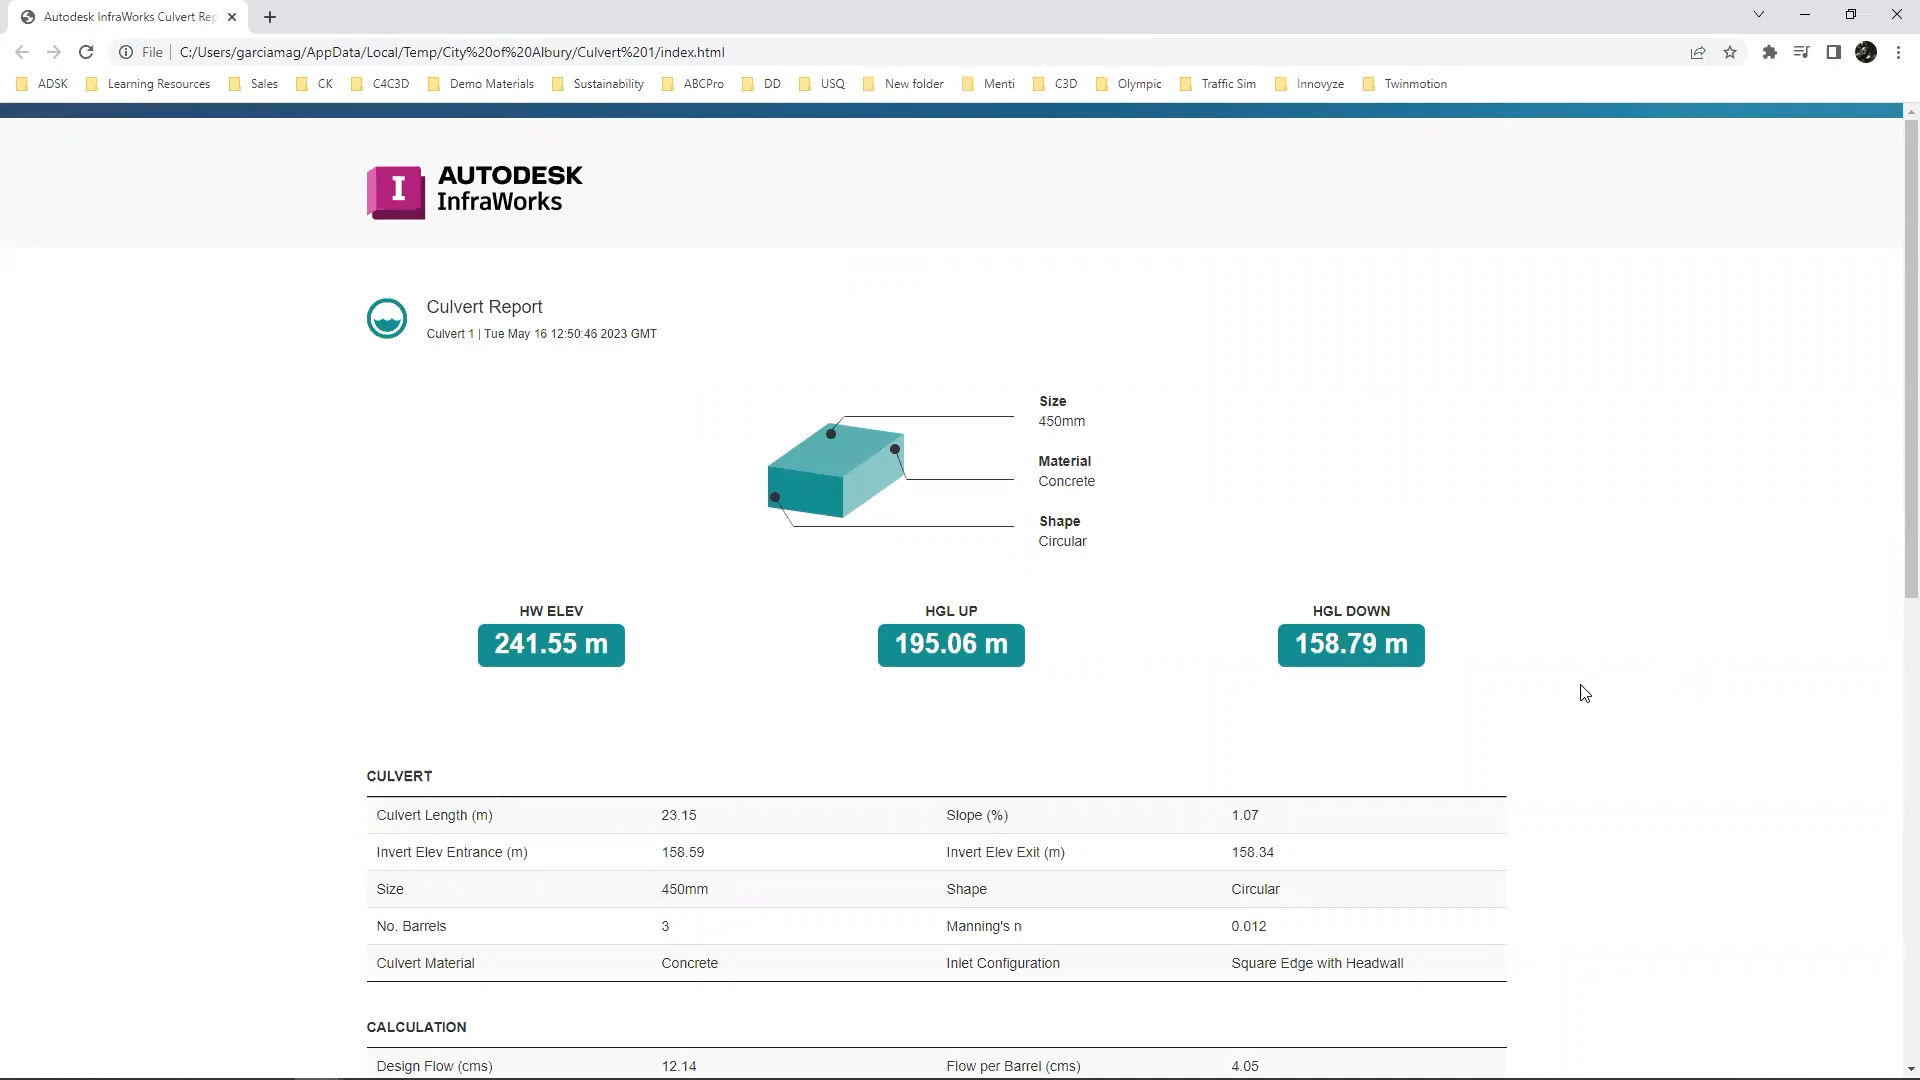 Autodesk InfraWorks Culvert Rep
File
C:/Users/garciamag/AppData/Local/Temp/City%20of%20Albury/Culvert%201/index.html
ADSK
Learning Resources
Sales
CK
C4C3D
Demo Materials
Sustainability
ABCPro
DD
USQ
New folder
Menti
C3D
Olympic
Traffic Sim
Innovyze
Twinmotion
I
AUTODESK
InfraWorks
Culvert Report
Culvert 1 | Tue May 16 12:50:46 2023 GMT
Size
450mm
Material
Concrete
Shape
Circular
HW ELEV
241.55 m
HGL UP
195.06 m
HGL DOWN
158.79 m
CULVERT
Culvert Length (m) 23.15 Slope (%) 1.07
Invert Elev Entrance (m) 158.59 Invert Elev Exit (m) 158.34
Size 450mm Shape Circular
No. Barrels 3 Manning's n 0.012
Culvert Material Concrete Inlet Configuration Square Edge with Headwall
CALCULATION
Design Flow (cms) 12.14 Flow per Barrel (cms) 4.05